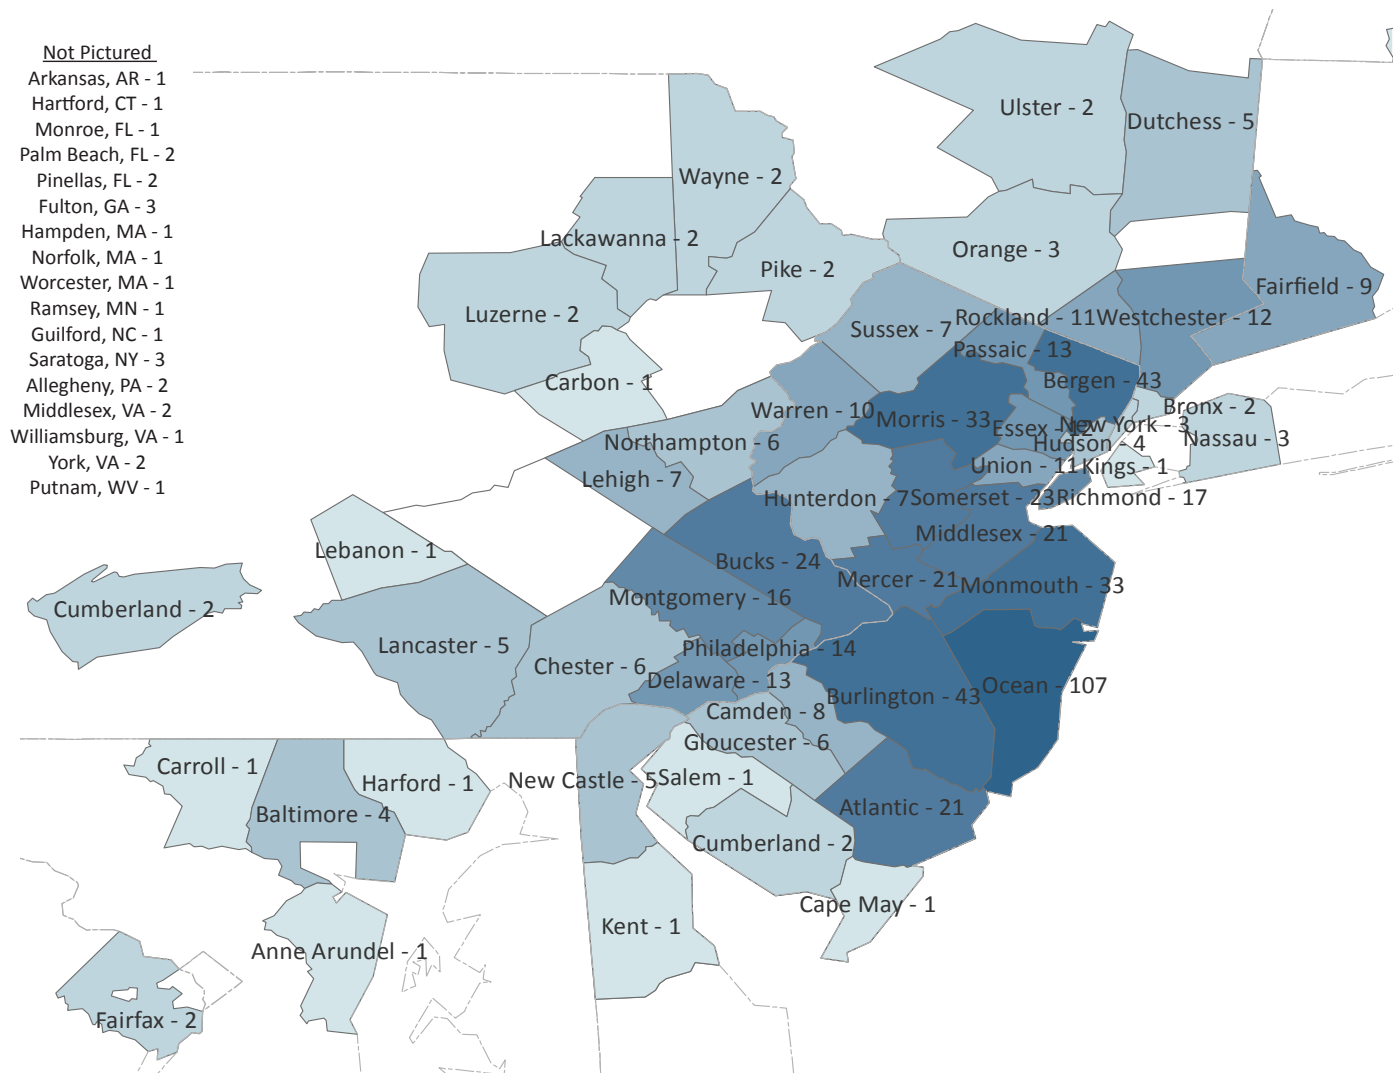 Not Pictured
Arkansas, AR - 1
Hartford, CT - 1
Monroe, FL - 1
Palm Beach, FL - 2
Pinellas, FL - 2
Fulton, GA - 3
Hampden, MA - 1
Norfolk, MA - 1
Worcester, MA - 1
Ramsey, MN - 1
Guilford, NC - 1
Saratoga, NY - 3
Allegheny, PA - 2
Middlesex, VA - 2
Williamsburg, VA - 1
York, VA - 2
Putnam, WV - 1
Ulster - 2
Dutchess - 5
Wayne - 2
Lackawanna - 2
Orange - 3
Pike - 2
Fairfield - 9
Luzerne - 2
Sussex - 7
Rockland - 11
Westchester - 12
Passaic - 13
Carbon - 1
Bergen - 43
Warren - 10
Morris - 33
Bronx - 2
Essex - 12
New York - 3
Northampton - 6
Hudson - 4
Nassau - 3
Lehigh - 7
Union - 11
Kings - 1
Hunterdon - 7
Somerset - 23
Richmond - 17
Middlesex - 21
Lebanon - 1
Bucks - 24
Mercer - 21
Monmouth - 33
Cumberland - 2
Montgomery - 16
Lancaster - 5
Philadelphia - 14
Chester - 6
Delaware - 13
Ocean - 107
Burlington - 43
Camden - 8
Gloucester - 6
Carroll - 1
Harford - 1
New Castle - 5
Salem - 1
Baltimore - 4
Atlantic - 21
Cumberland - 2
Cape May - 1
Kent - 1
Anne Arundel - 1
Fairfax - 2